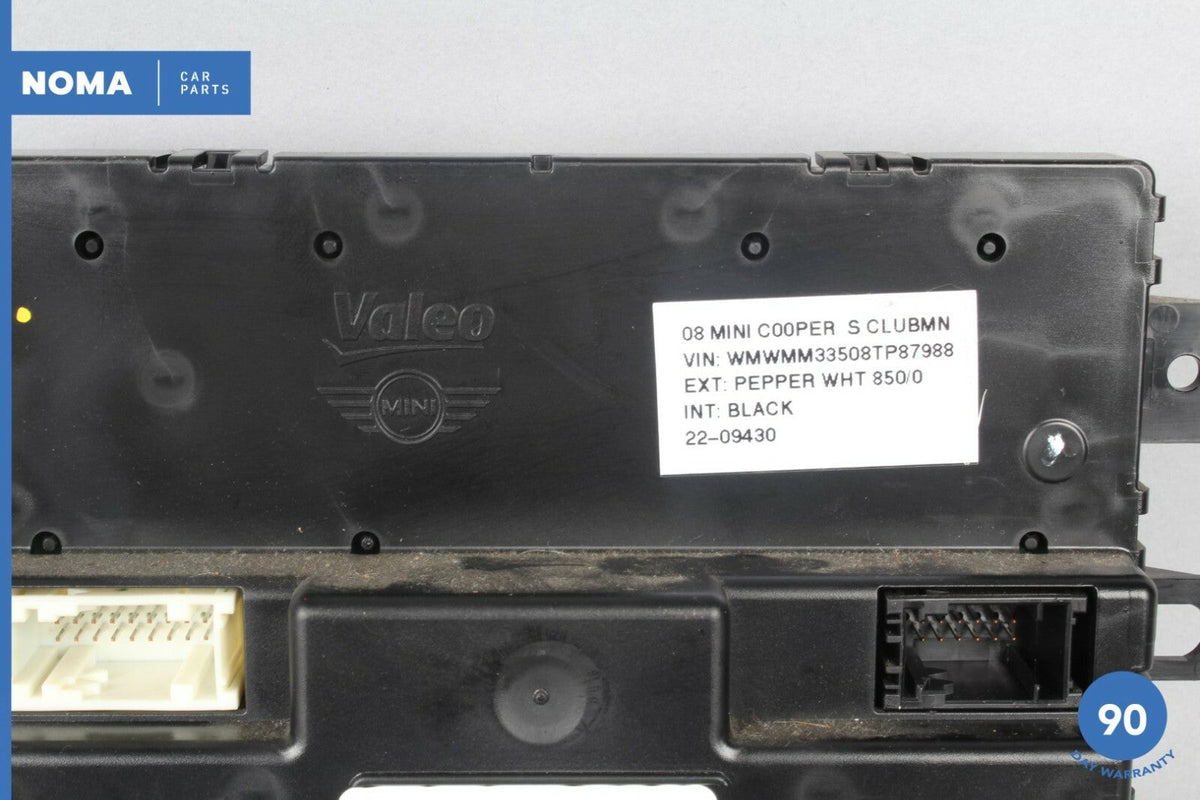 NOMA
CAR
PARTS
Valeo
MINI
08 MINI COOPER S CLUBMN
VIN: WMWMM33508TP87988
EXT: PEPPER WHT 850/0
INT: BLACK
22-09430
90
DAY WARRANTY